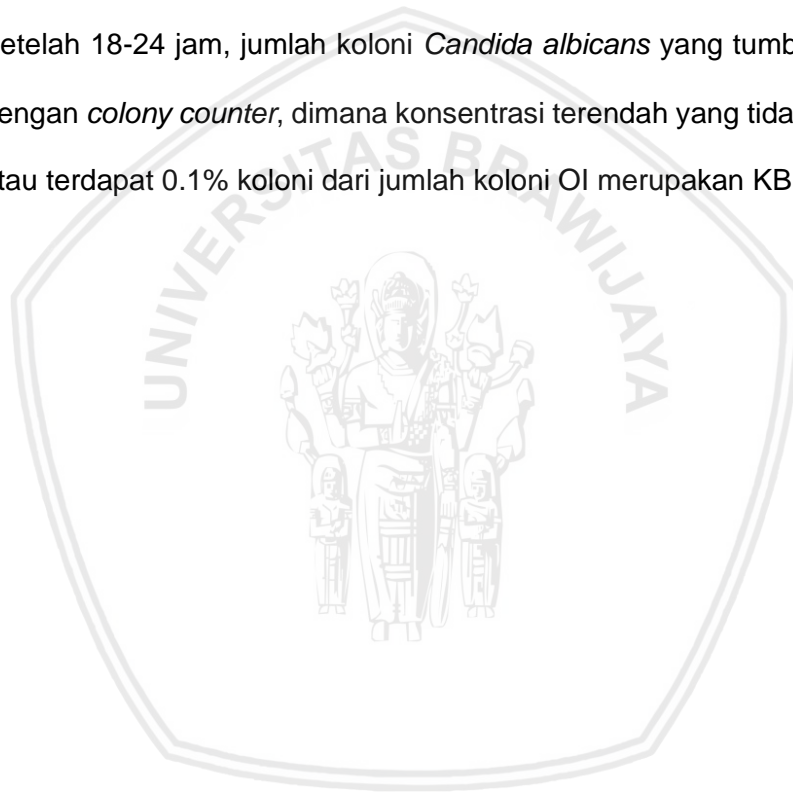 etelah 18-24 jam, jumlah koloni Candida albicans yang tumb
engan colony counter, dimana konsentrasi terendah yang tida
tau terdapat 0.1% koloni dari jumlah koloni OI merupakan KB
UNIVERSITAS BRAWIJAYA